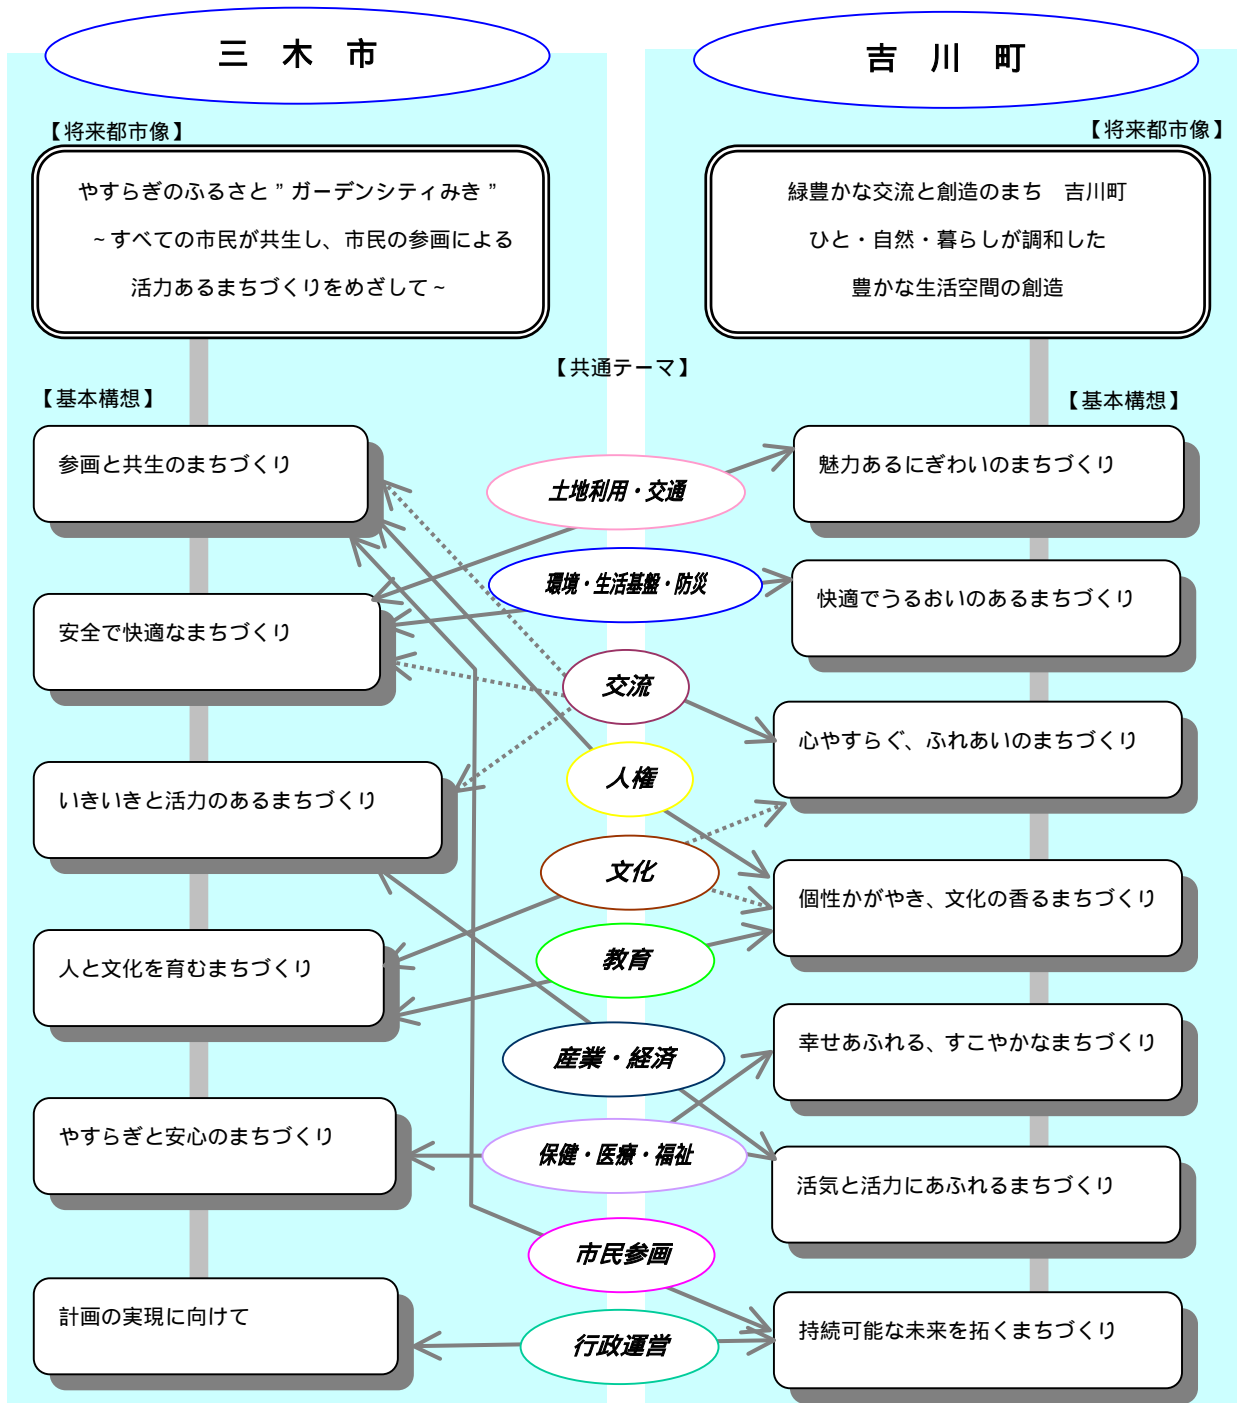 三 木 市
吉 川 町
【将来都市像】
【将来都市像】
やすらぎのふるさと”ガーデンシティみき”
～すべての市民が共生し、市民の参画による
活力あるまちづくりをめざして～
緑豊かな交流と創造のまち　吉川町
ひと・自然・暮らしが調和した
豊かな生活空間の創造
【共通テーマ】
【基本構想】
【基本構想】
参画と共生のまちづくり
安全で快適なまちづくり
いきいきと活力のあるまちづくり
人と文化を育むまちづくり
やすらぎと安心のまちづくり
計画の実現に向けて
土地利用・交通
環境・生活基盤・防災
交流
人権
文化
教育
産業・経済
保健・医療・福祉
市民参画
行政運営
魅力あるにぎわいのまちづくり
快適でうるおいのあるまちづくり
心やすらぐ、ふれあいのまちづくり
個性かがやき、文化の香るまちづくり
幸せあふれる、すこやかなまちづくり
活気と活力にあふれるまちづくり
持続可能な未来を拓くまちづくり